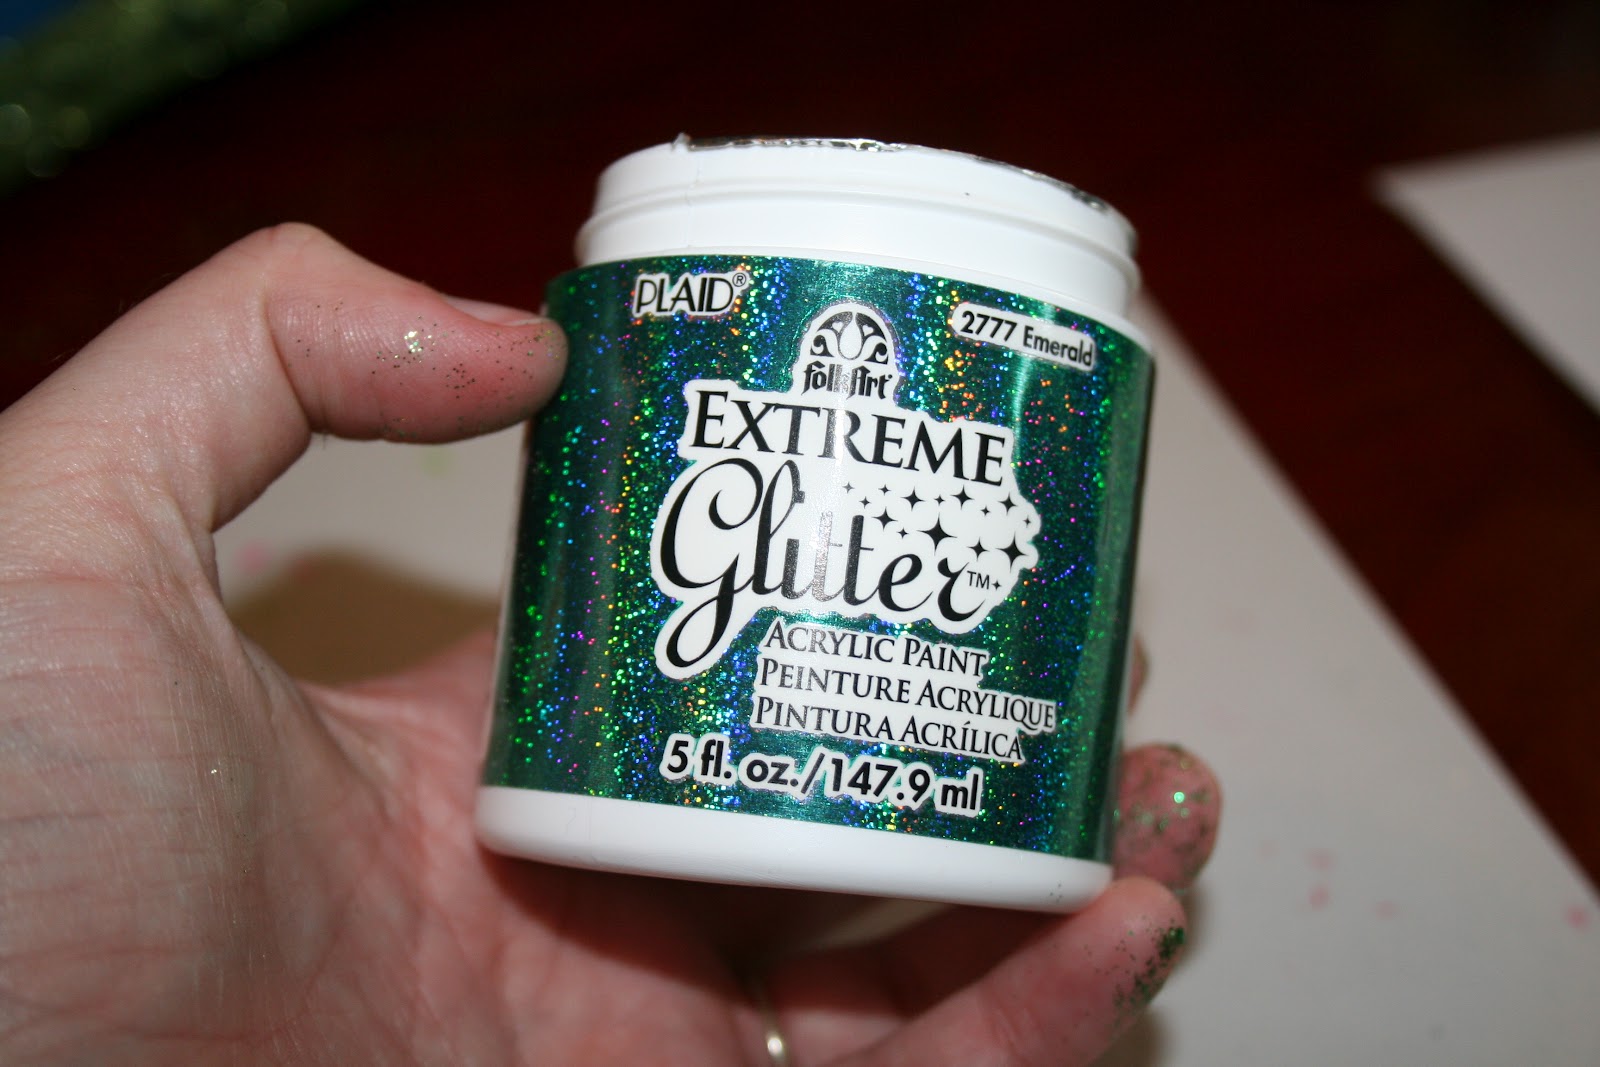 PLAID®
2777 Emerald
folkArt
EXTREME
Glitter™
ACRYLIC PAINT
PEINTURE ACRYLIQUE
PINTURA ACRÍLICA
5 fl. oz./147.9 ml